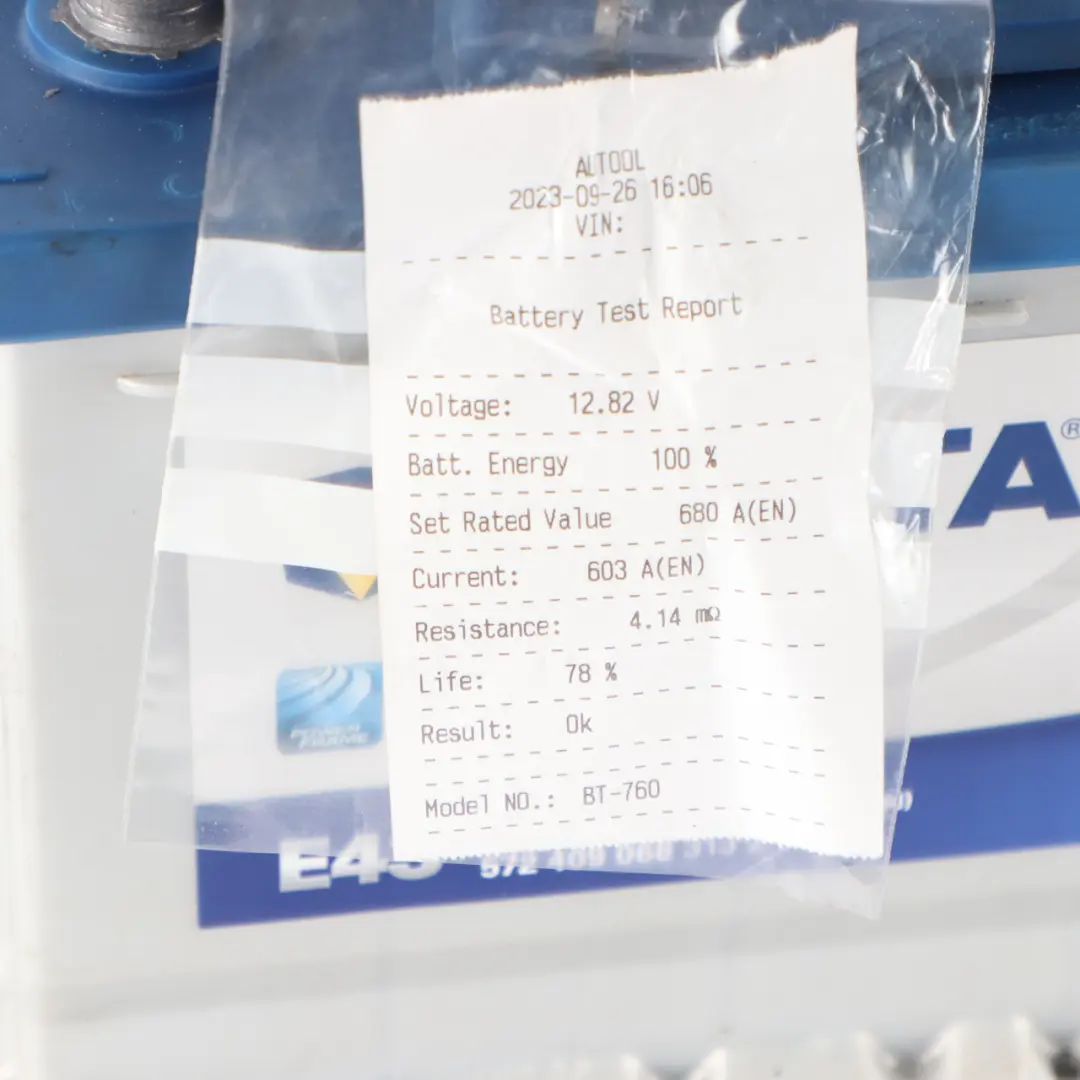 AUTOOL
2023-09-26 16:06
VIN:
Battery Test Report
Voltage: 12.82 V
Batt. Energy 100 %
Set Rated Value 680 A(EN)
Current: 603 A(EN)
Resistance: 4.14 mΩ
Life: 78 %
Result: Ok
Model NO.: BT-760
TA®
E43